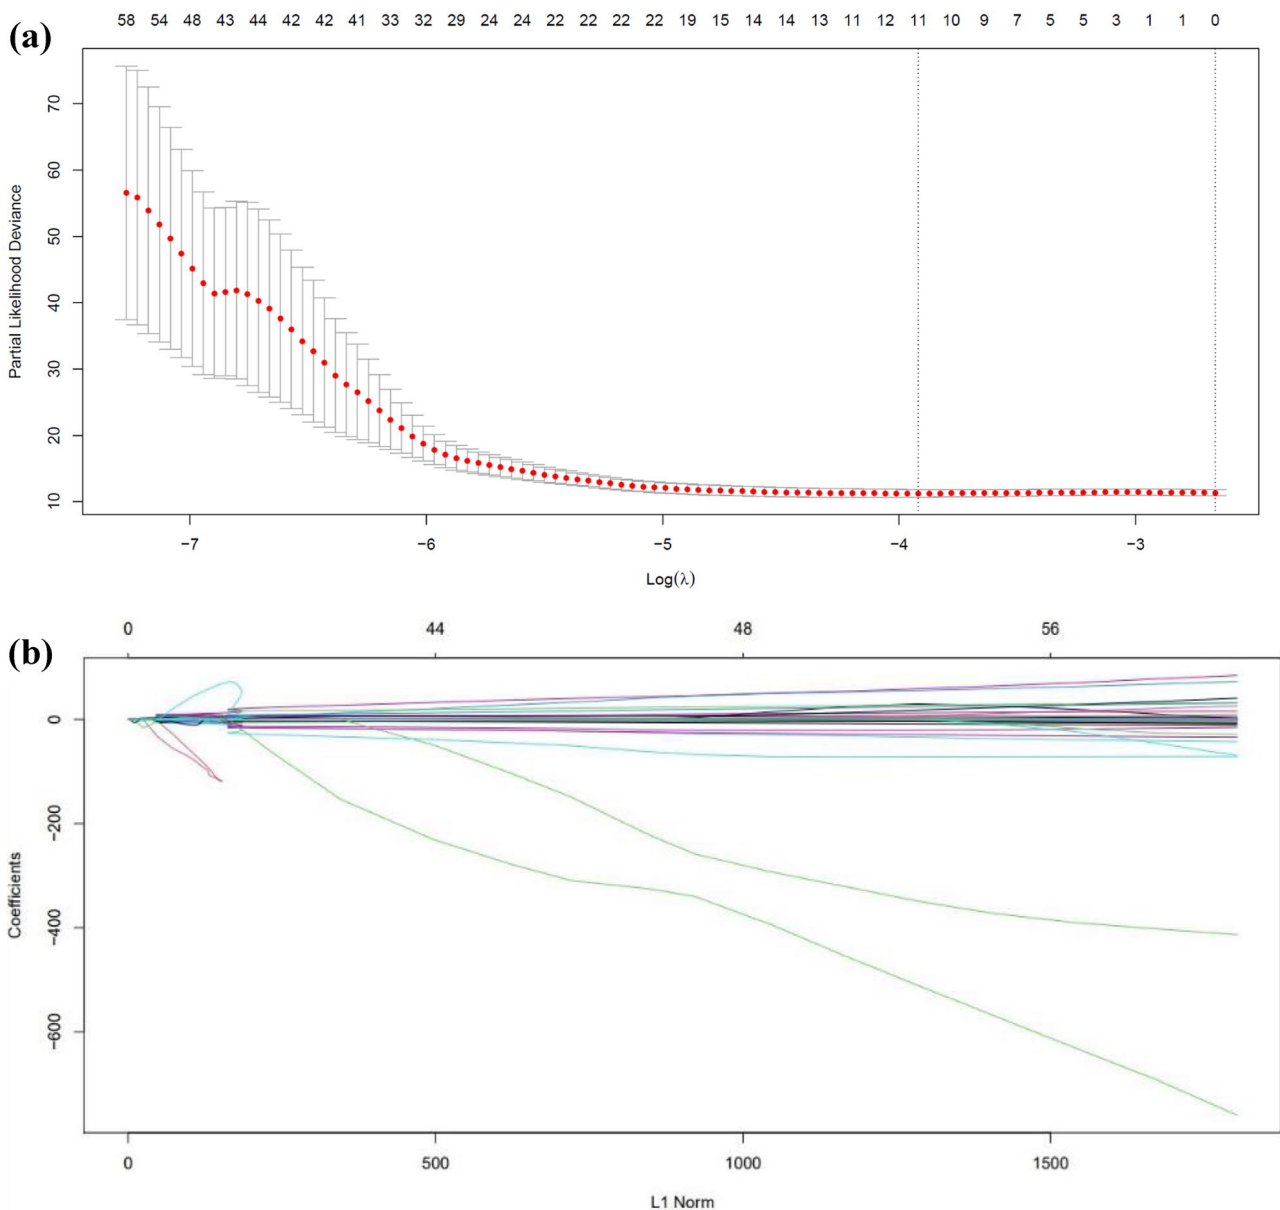 (a)
58 54 48 43 44 42 42 41 33 32 29 24 24 22 22 22 22 19 15 14 14 13 11 12 11 10 9 7 5 5 3 1 1 0
70
60
50
40
30
20
10
Partial Likelihood Deviance
−7 −6 −5 −4 −3
Log(λ)
(b)
0 44 48 56
0
−200
−400
−600
Coefficients
0 500 1000 1500
L1 Norm